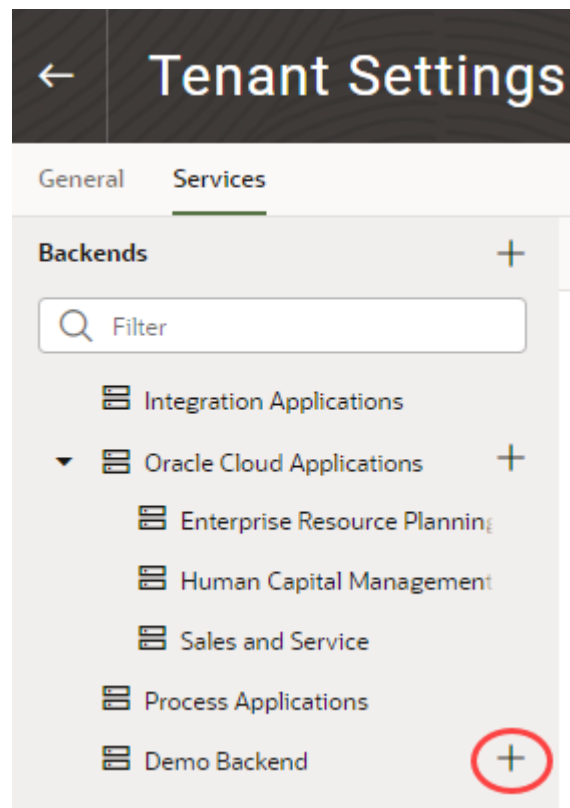 Tenant Settings
General Services
Backends
Filter
Integration Applications
Oracle Cloud Applications
Enterprise Resource Planning
Human Capital Management
Sales and Service
Process Applications
Demo Backend